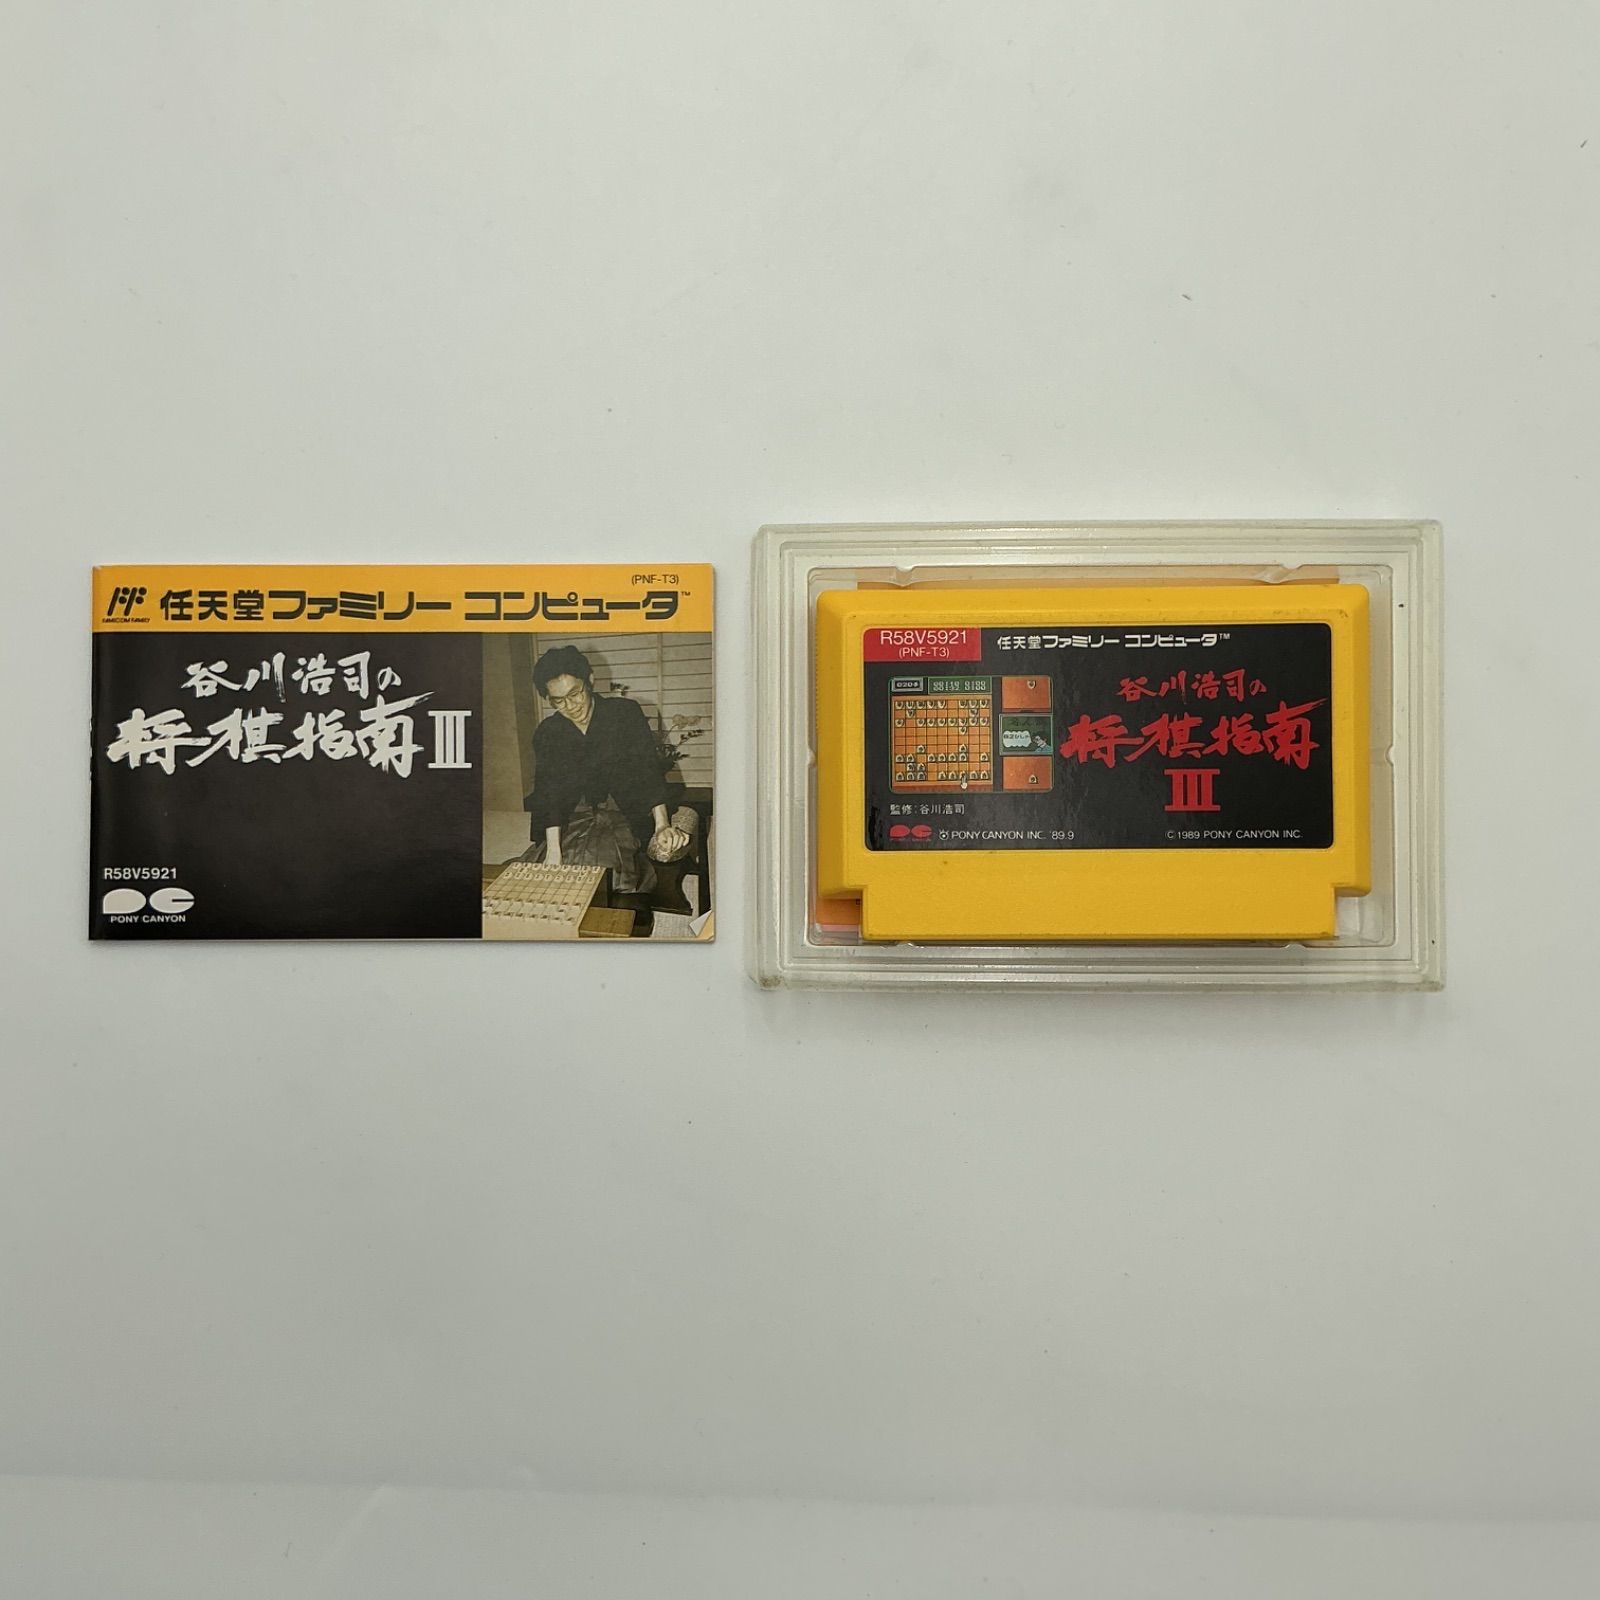 (PNF-T3)
FAMICOM FAMILY
任天堂ファミリー コンピュータ™
谷川浩司の
将棋指南III
R58V5921
PONY CANYON
R58V5921
(PNF-T3)
任天堂ファミリー コンピュータ™
谷川浩司の
将棋指南
III
監修:谷川浩司
PONY CANYON INC. '89.9
© 1989 PONY CANYON INC.